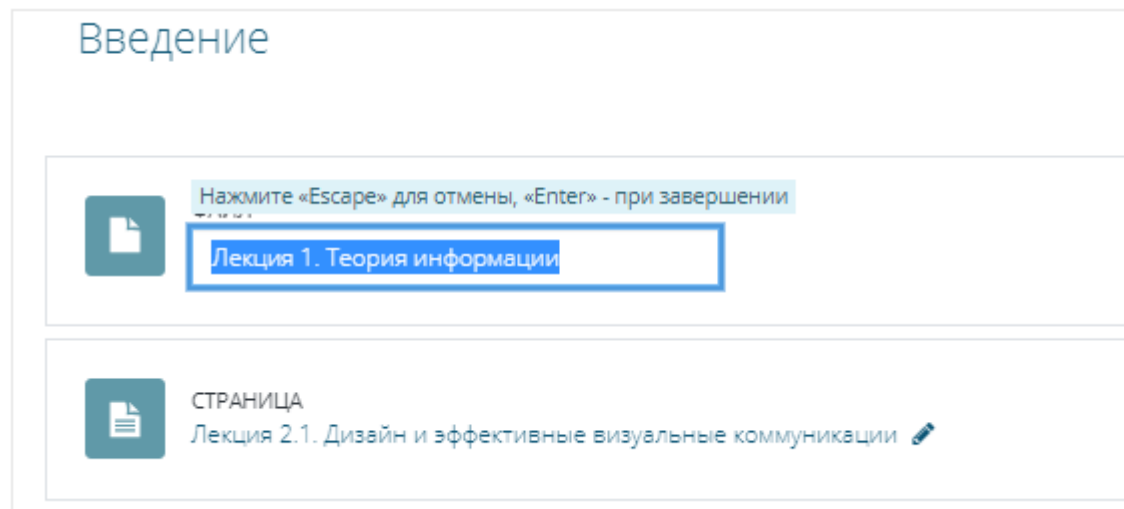 Введение
Нажмите «Escape» для отмены, «Enter» - при завершении
Лекция 1. Теория информации
СТРАНИЦА
Лекция 2.1. Дизайн и эффективные визуальные коммуникации